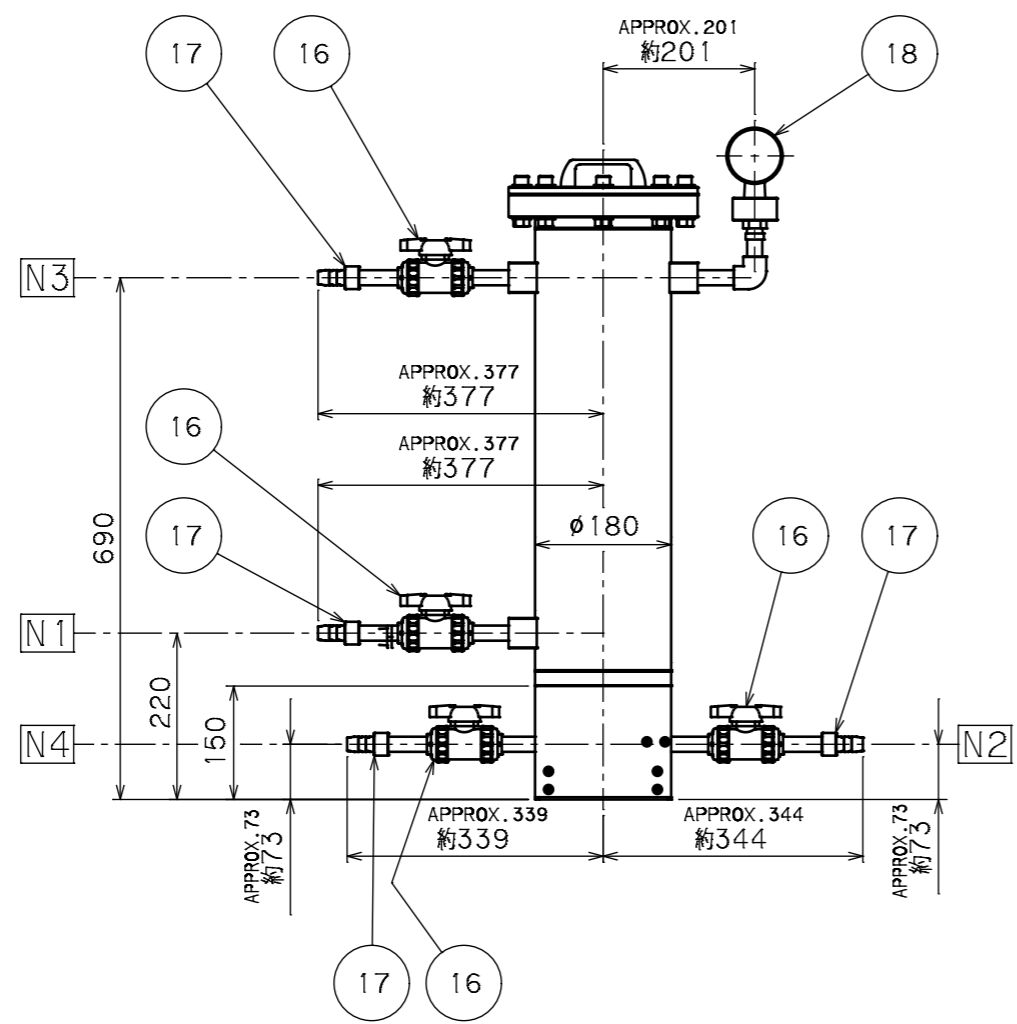 17
16
APPROX.201
約201
18
N3
APPROX.377
約377
16
APPROX.377
約377
690
17
ø180
16
17
N1
220
150
N4
N2
APPROX.73
約73
APPROX.339
約339
APPROX.344
約344
APPROX.73
約73
17
16